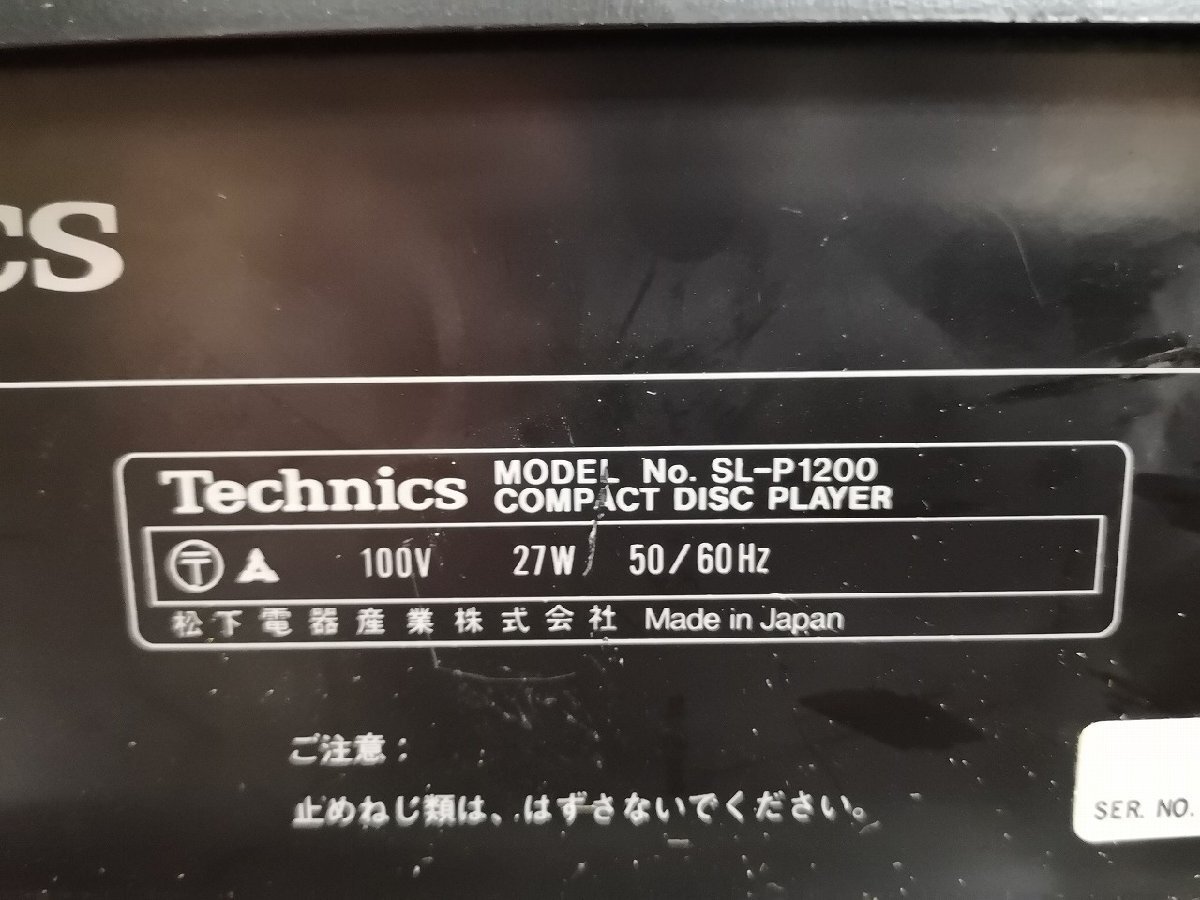 cs
Technics MODEL No. SL-P1200
COMPACT DISC PLAYER
〒 100V 27W 50/60Hz
松下電器産業株式会社 Made in Japan
ご注意：
止めねじ類は、はずさないでください。
SER. NO.